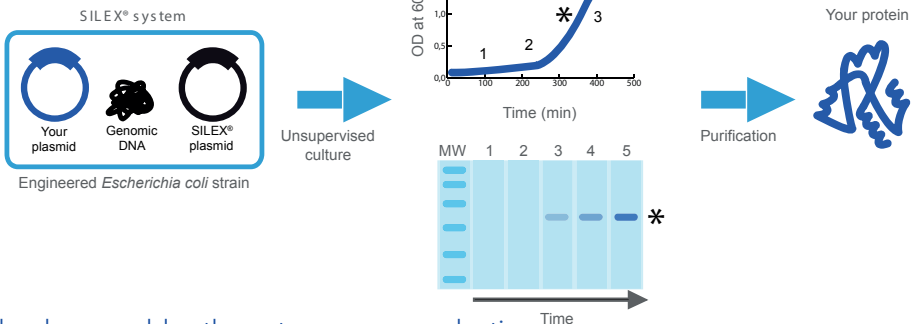 SILEX® system
Your
plasmid
Genomic
DNA
SILEX®
plasmid
Engineered Escherichia coli strain
Unsupervised
culture
OD at 60
1,0
0,5
0,0
0
100
200
300
400
500
1
2
*
3
Time (min)
MW 1 2 3 4 5
*
Time
Purification
Your protein